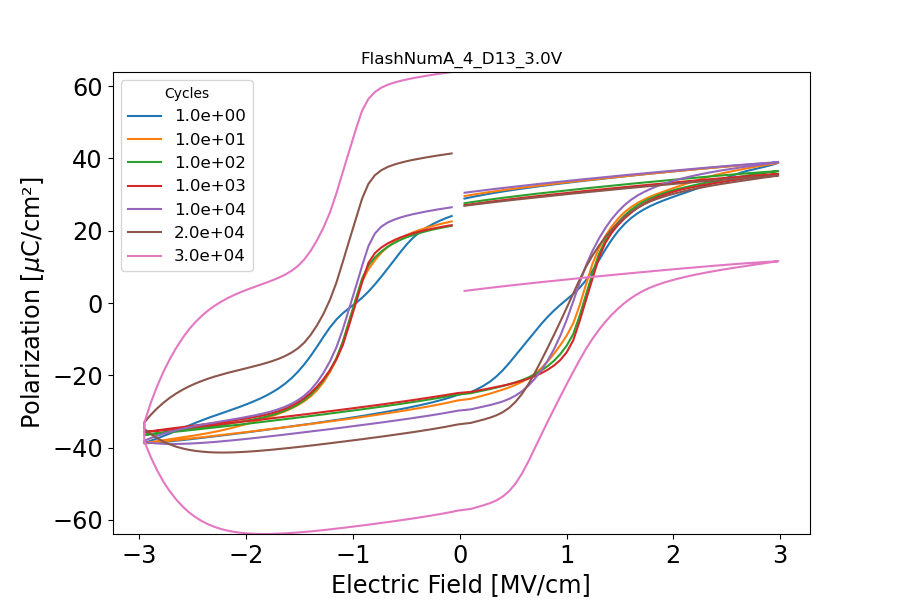 FlashNumA_4_D13_3.0V
Polarization [μC/cm²]
60
40
20
0
−20
−40
−60
Cycles
1.0e+00
1.0e+01
1.0e+02
1.0e+03
1.0e+04
2.0e+04
3.0e+04
−3 −2 −1 0 1 2 3
Electric Field [MV/cm]